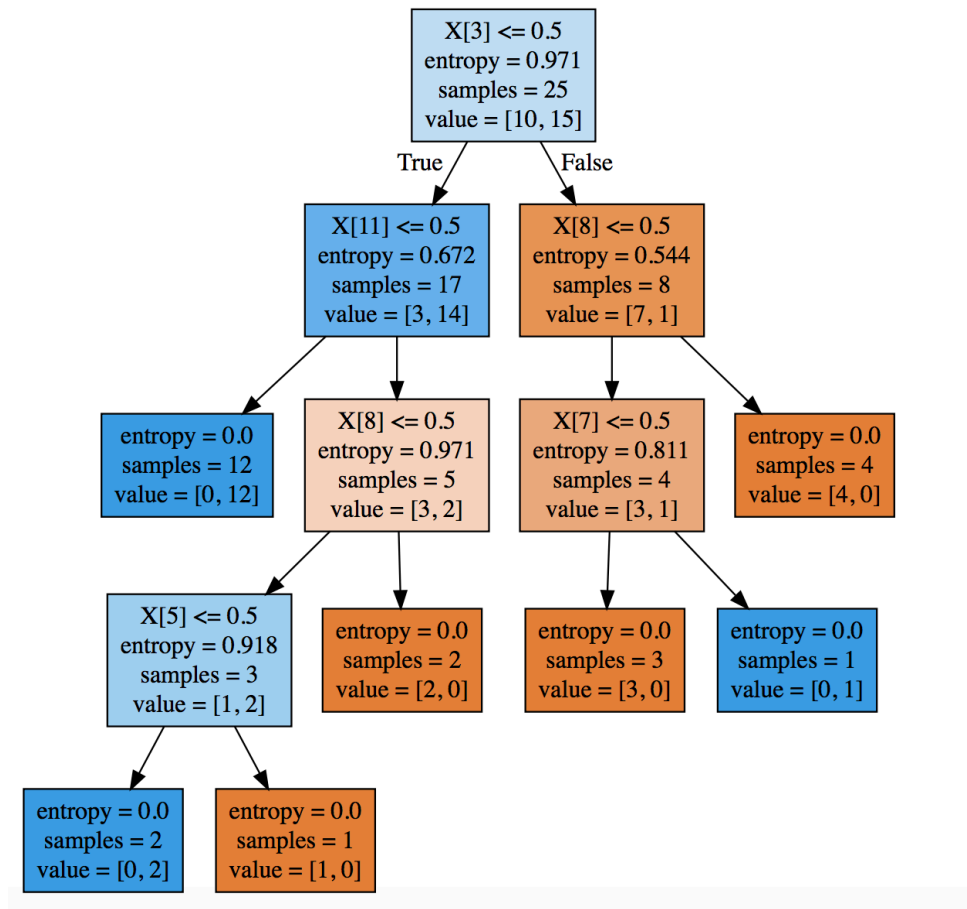 X[3] <= 0.5
entropy = 0.971
samples = 25
value = [10, 15]
True
False
X[11] <= 0.5
entropy = 0.672
samples = 17
value = [3, 14]
X[8] <= 0.5
entropy = 0.544
samples = 8
value = [7, 1]
entropy = 0.0
samples = 12
value = [0, 12]
X[8] <= 0.5
entropy = 0.971
samples = 5
value = [3, 2]
X[7] <= 0.5
entropy = 0.811
samples = 4
value = [3, 1]
entropy = 0.0
samples = 4
value = [4, 0]
X[5] <= 0.5
entropy = 0.918
samples = 3
value = [1, 2]
entropy = 0.0
samples = 2
value = [2, 0]
entropy = 0.0
samples = 3
value = [3, 0]
entropy = 0.0
samples = 1
value = [0, 1]
entropy = 0.0
samples = 2
value = [0, 2]
entropy = 0.0
samples = 1
value = [1, 0]